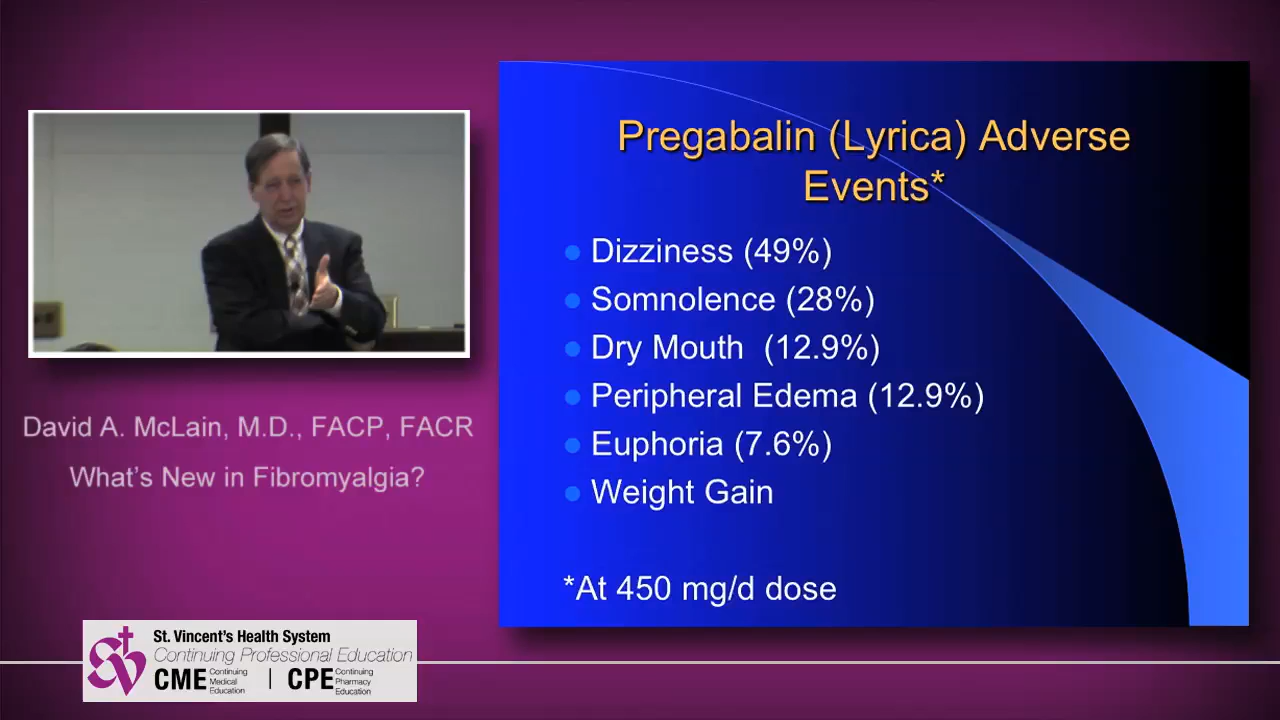 Pregabalin (Lyrica) Adverse
Events*
Dizziness (49%)
Somnolence (28%)
Dry Mouth (12.9%)
Peripheral Edema (12.9%)
Euphoria (7.6%)
Weight Gain
*At 450 mg/d dose
David A. McLain, M.D., FACP, FACR
What's New in Fibromyalgia?
St. Vincent's Health System
Continuing Professional Education
CME Continuing Medical Education | CPE Continuing Pharmacy Education